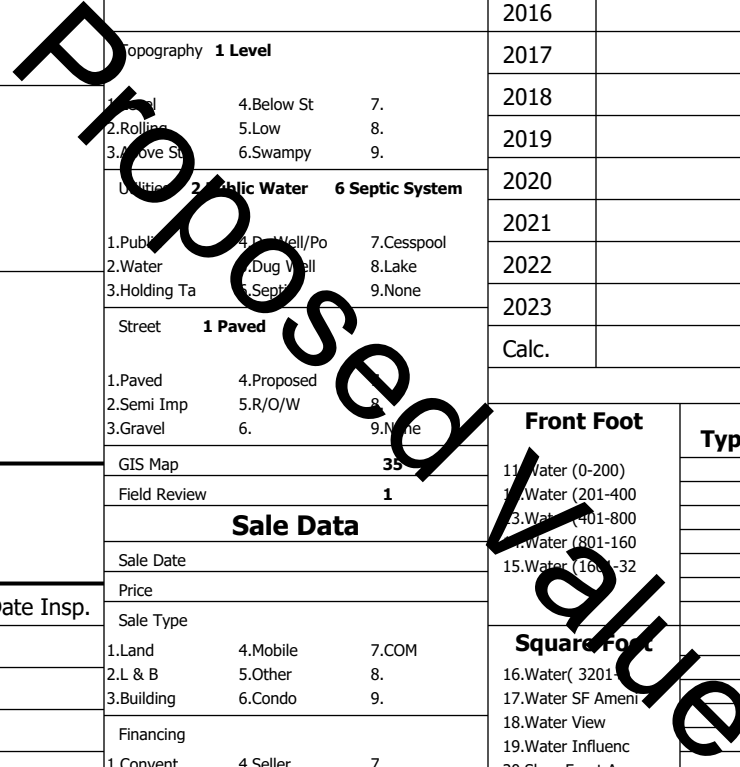 Topography 1 Level
1.Level 4.Below St 7.
2.Rolling 5.Low 8.
3.Above St 6.Swampy 9.
Utilities 2 Public Water 6 Septic System
1.Public 4.Dr Well/Po 7.Cesspool
2.Water 5.Dug Well 8.Lake
3.Holding Ta 6.Septic 9.None
Street 1 Paved
1.Paved 4.Proposed 7.
2.Semi Imp 5.R/O/W 8.
3.Gravel 6. 9.None
GIS Map 35
Field Review 1
Sale Data
Sale Date
Price
Sale Type
1.Land 4.Mobile 7.COM
2.L & B 5.Other 8.
3.Building 6.Condo 9.
Financing
1.Convent 4.Seller 7.
Date Insp.
2016
2017
2018
2019
2020
2021
2022
2023
Calc.
Front Foot
11.Water (0-200)
12.Water (201-400
13.Water (401-800
14.Water (801-160
15.Water (1601-32
Square Foot
16.Water( 3201-
17.Water SF Ameni
18.Water View
19.Water Influenc
Typ
Proposed Value